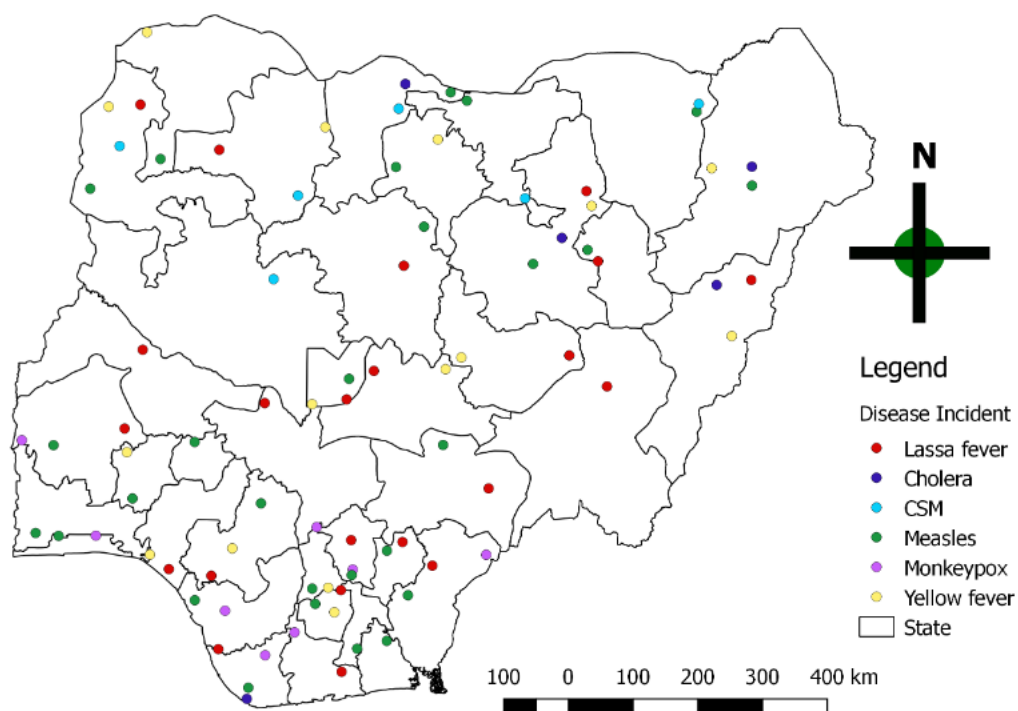 N
Legend
Disease Incident
Lassa fever
Cholera
CSM
Measles
Monkeypox
Yellow fever
State
100 0 100 200 300 400 km